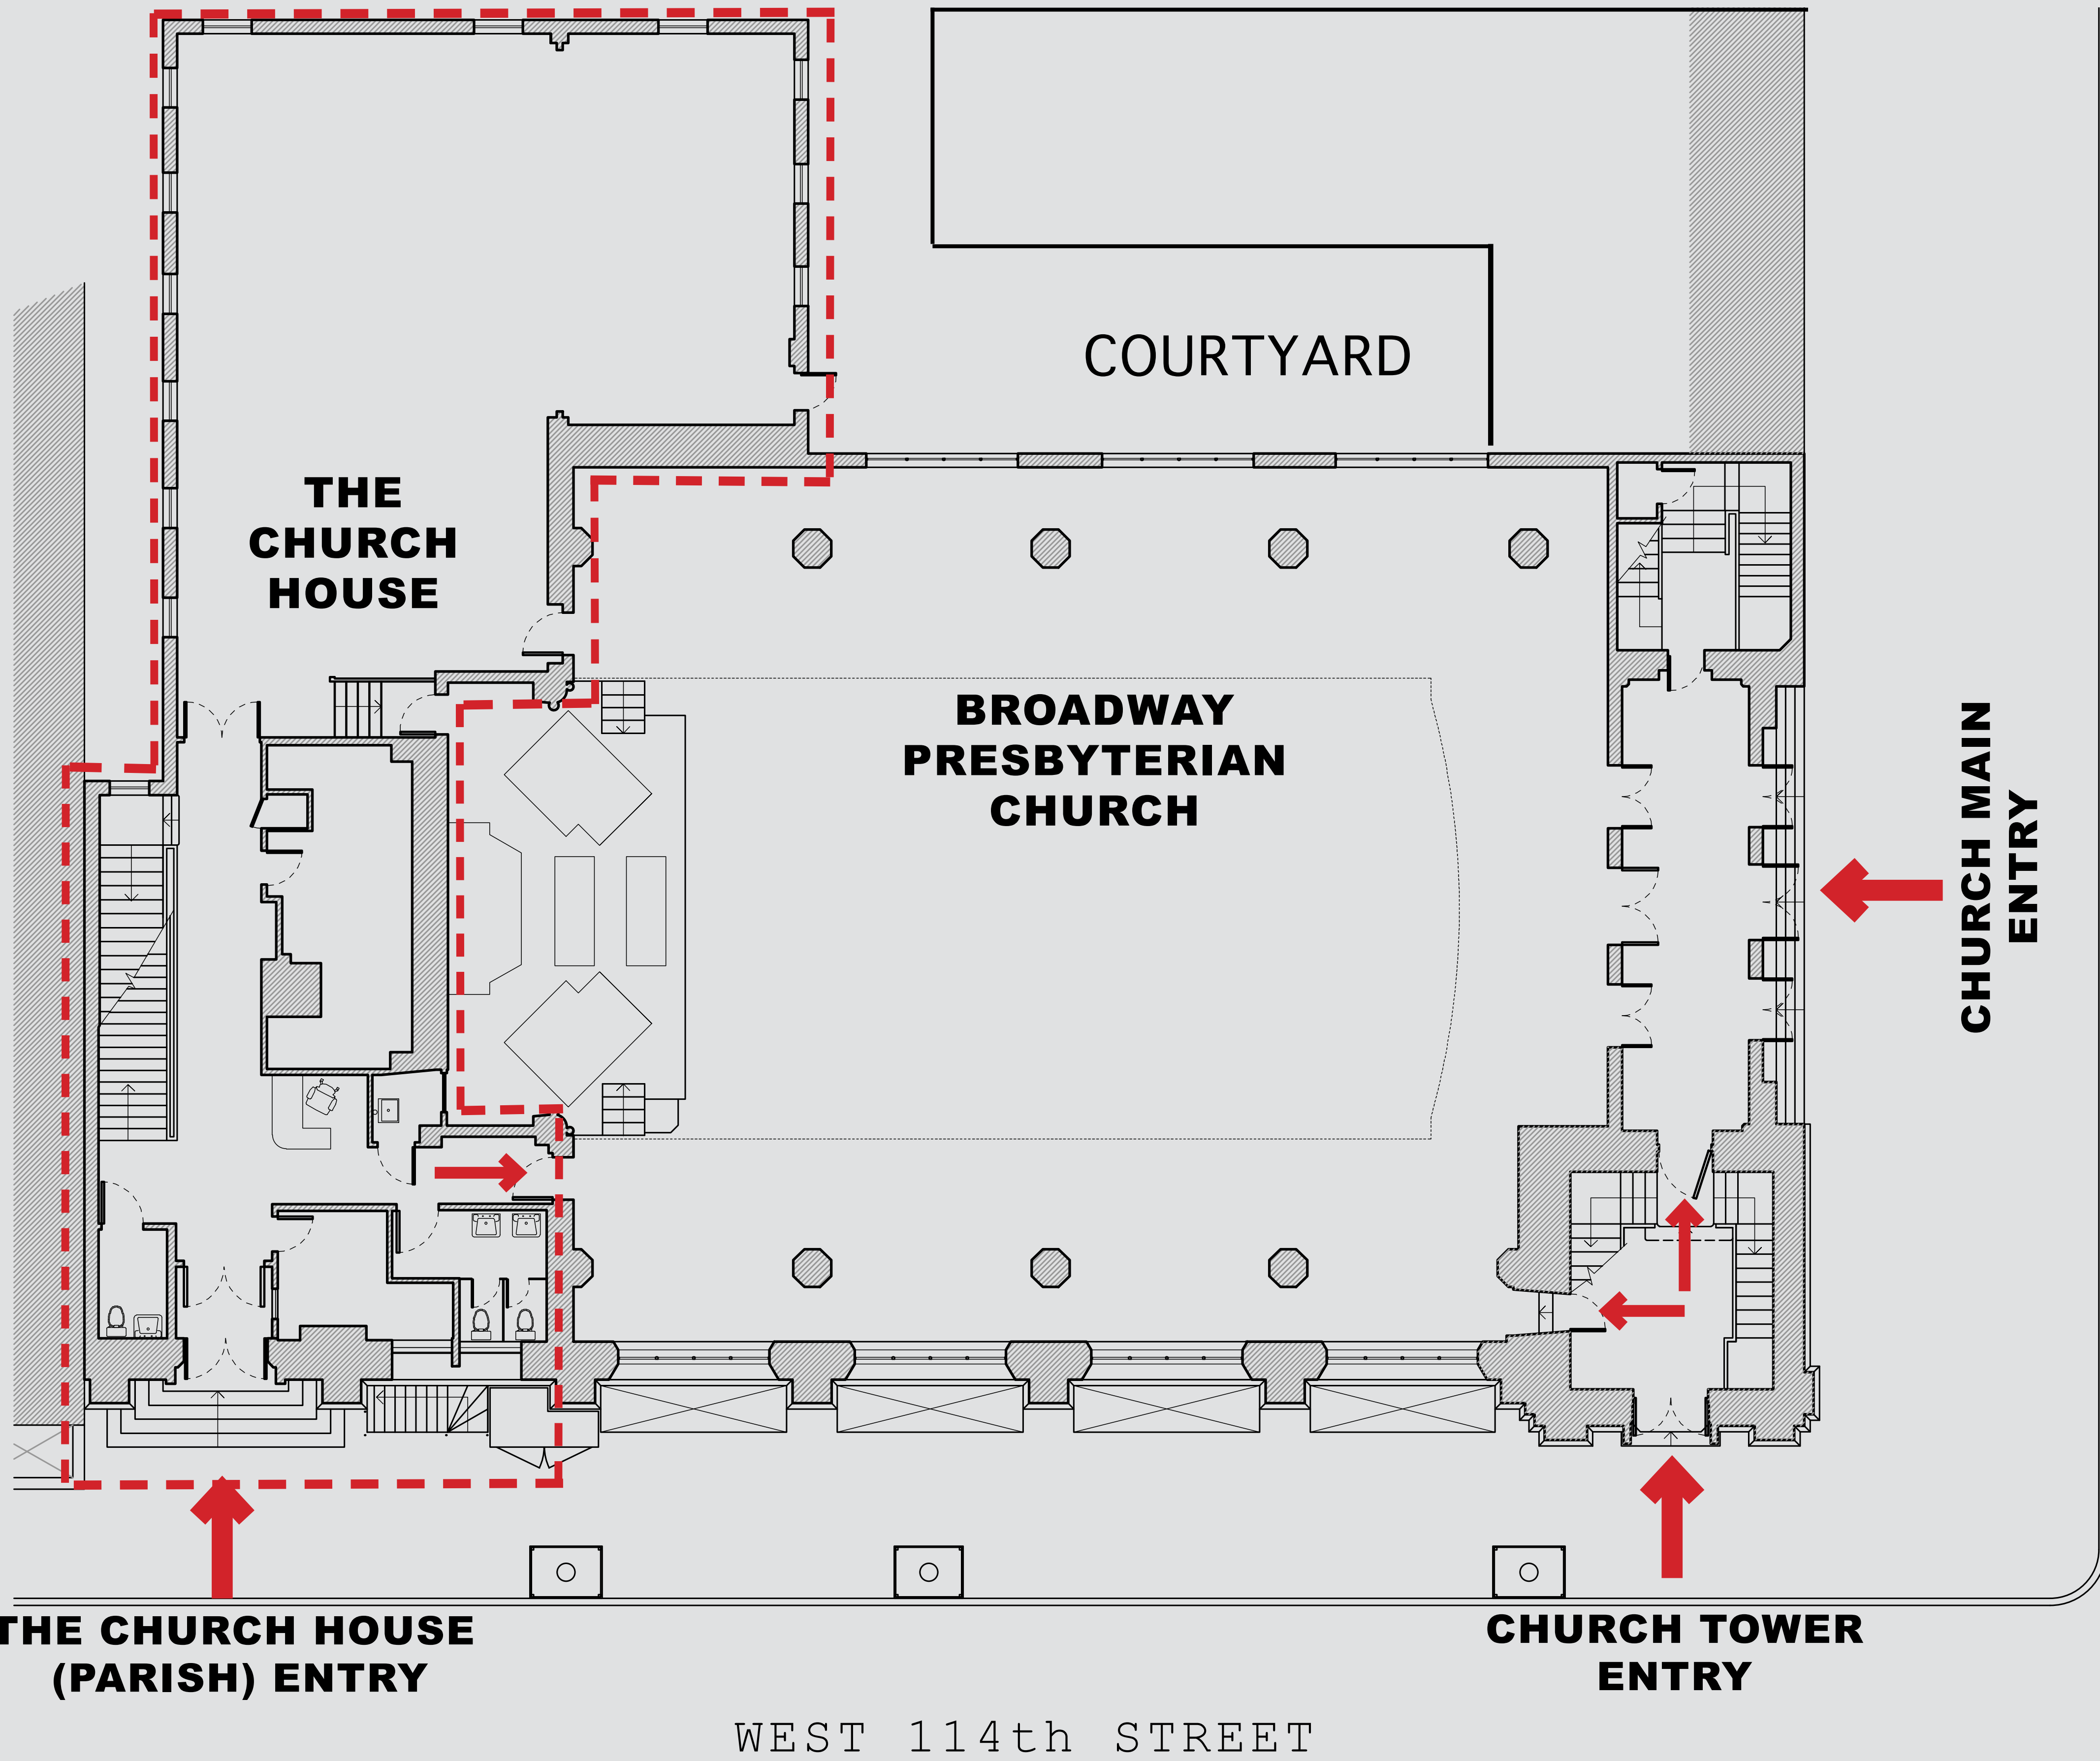 COURTYARD
THE
CHURCH
HOUSE
BROADWAY
PRESBYTERIAN
CHURCH
CHURCH MAIN
ENTRY
THE CHURCH HOUSE
(PARISH) ENTRY
CHURCH TOWER
ENTRY
WEST 114th STREET